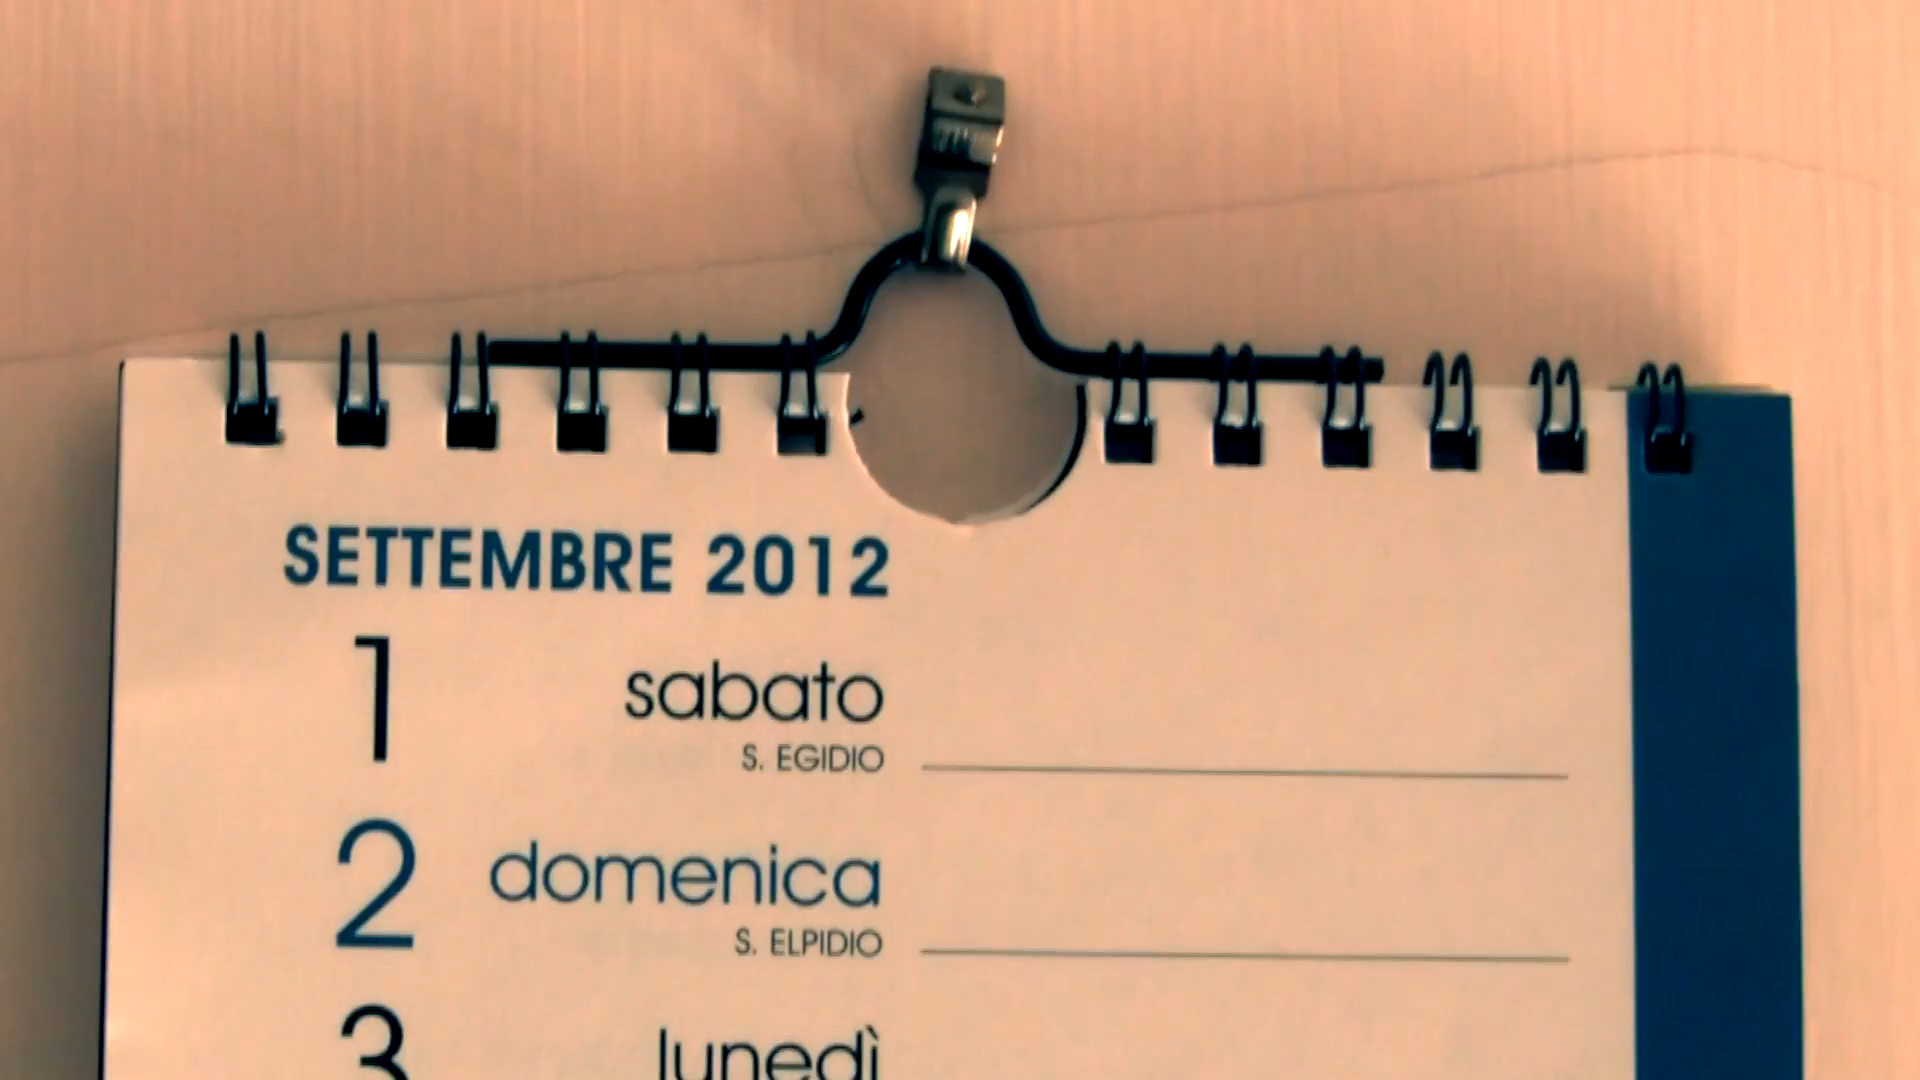 SETTEMBRE 2012
1 sabato
S. EGIDIO
2 domenica
S. ELPIDIO
3 lunedì